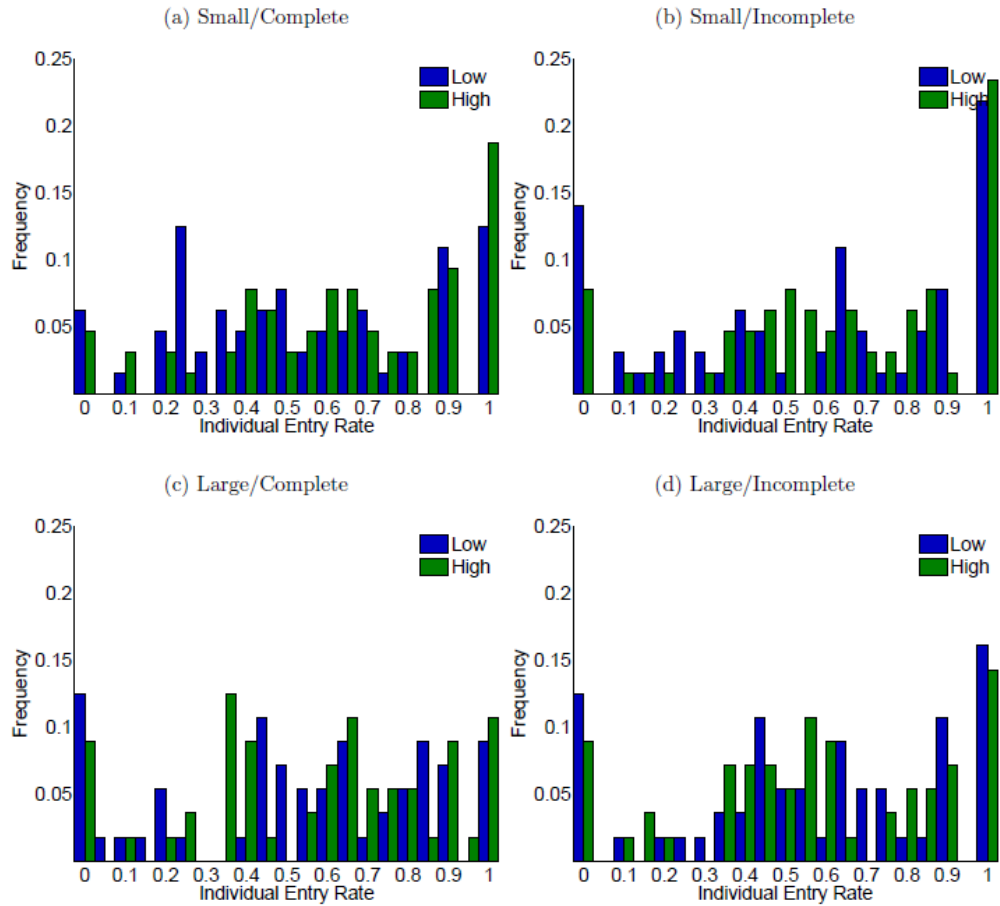 (a) Small/Complete
0.25
0.2
0.15
0.1
0.05
Frequency
Low
High
0 0.1 0.2 0.3 0.4 0.5 0.6 0.7 0.8 0.9 1
Individual Entry Rate
(b) Small/Incomplete
0.25
0.2
0.15
0.1
0.05
Frequency
Low
High
0 0.1 0.2 0.3 0.4 0.5 0.6 0.7 0.8 0.9 1
Individual Entry Rate
(c) Large/Complete
0.25
0.2
0.15
0.1
0.05
Frequency
Low
High
0 0.1 0.2 0.3 0.4 0.5 0.6 0.7 0.8 0.9 1
Individual Entry Rate
(d) Large/Incomplete
0.25
0.2
0.15
0.1
0.05
Frequency
Low
High
0 0.1 0.2 0.3 0.4 0.5 0.6 0.7 0.8 0.9 1
Individual Entry Rate